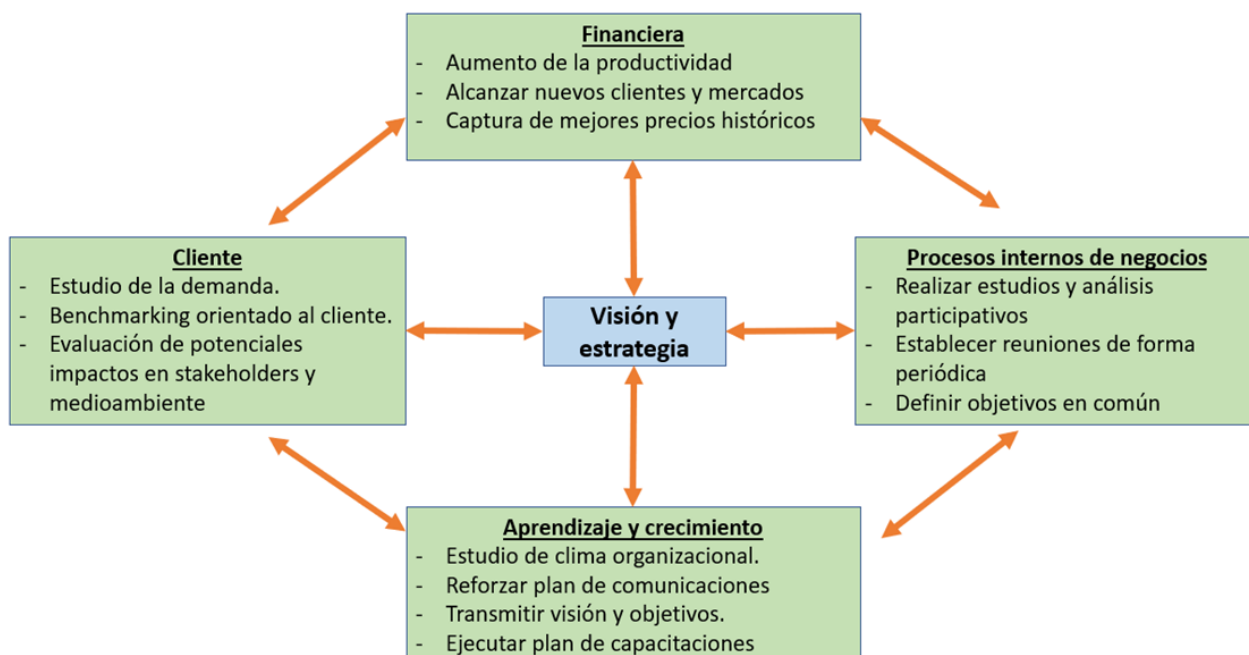 Financiera
- Aumento de la productividad
- Alcanzar nuevos clientes y mercados
- Captura de mejores precios históricos
Cliente
- Estudio de la demanda.
- Benchmarking orientado al cliente.
- Evaluación de potenciales
impactos en stakeholders y
medioambiente
Visión y
estrategia
Procesos internos de negocios
- Realizar estudios y análisis
participativos
- Establecer reuniones de forma
periódica
- Definir objetivos en común
Aprendizaje y crecimiento
- Estudio de clima organizacional.
- Reforzar plan de comunicaciones
- Transmitir visión y objetivos.
- Ejecutar plan de capacitaciones